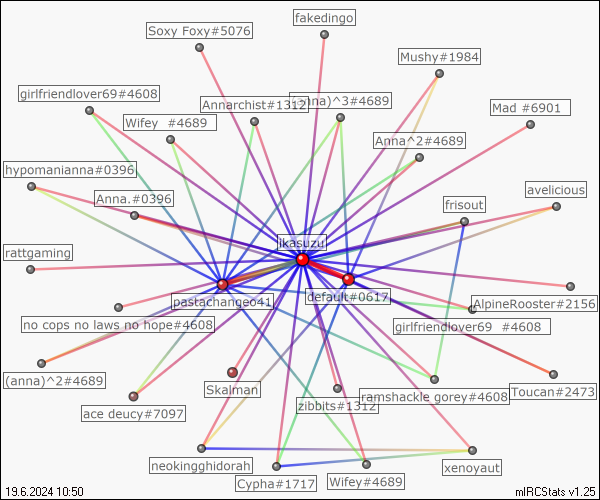 fakedingo
Soxy Foxy#5076
Mushy#1984
girlfriendlover69#4608
Annarchist#1312
nna)^3#4689
Mad #6901
Wifey #4689
Anna^2#4689
hypomanianna#0396
avelicious
Anna.#0396
frisout
ikasuzu
rattgaming
pastachangeo41
default#0617
AlpineRooster#2156
no cops no laws no hope#4608
girlfriendlover69 #4608
(anna)^2#4689
Skalman
ramshackle gorey#4608
Toucan#2473
ace deucy#7097
zibbits#1312
neokingghidorah
xenoyaut
Cypha#1717
Wifey#4689
19.6.2024 10:50
mIRCStats v1.25